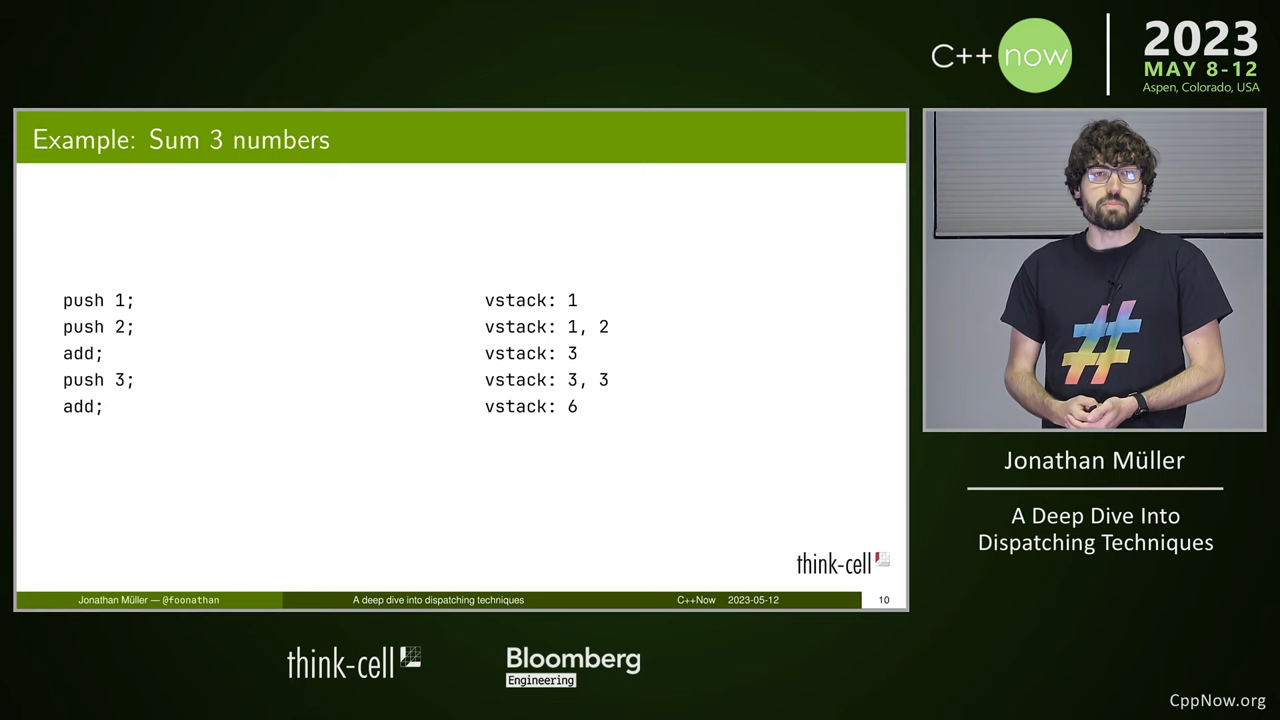 C++ now
2023
MAY 8-12
Aspen, Colorado, USA
Example: Sum 3 numbers
push 1;
vstack: 1
push 2;
vstack: 1, 2
add;
vstack: 3
push 3;
vstack: 3, 3
add;
vstack: 6
think-cell
Jonathan Müller — @foonathan
A deep dive into dispatching techniques
C++Now 2023-05-12
10
#
Jonathan Müller
A Deep Dive Into
Dispatching Techniques
think-cell
Bloomberg
Engineering
CppNow.org